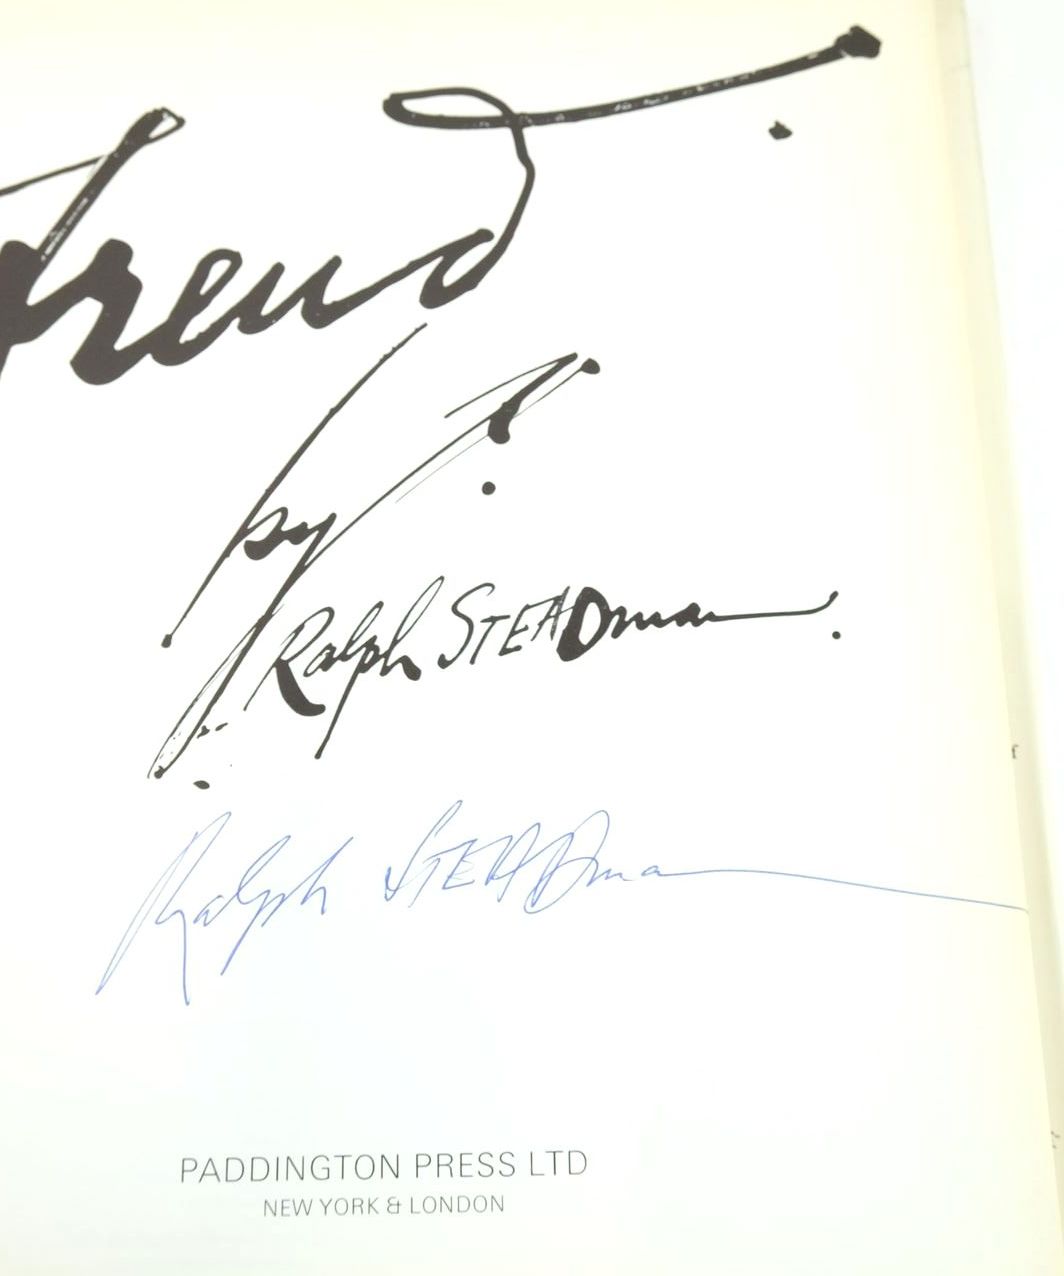 Freud
by
Ralph STEADman
Ralph STEADman
PADDINGTON PRESS LTD
NEW YORK & LONDON